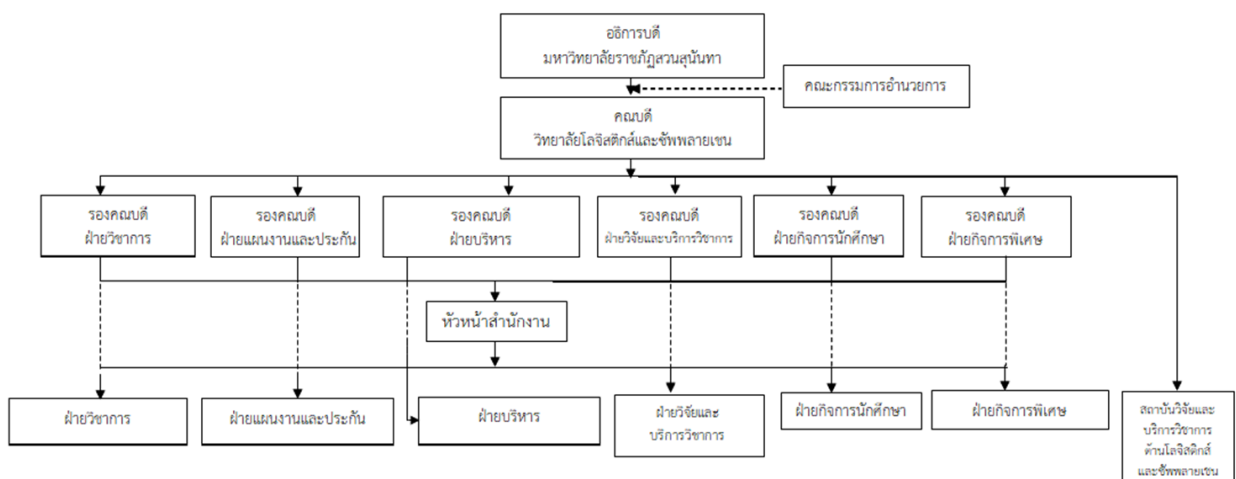 อธิการบดี
มหาวิทยาลัยราชภัฏสวนสุนันทา
คณะกรรมการอำนวยการ
คณบดี
วิทยาลัยโลจิสติกส์และซัพพลายเชน
รองคณบดี
ฝ่ายวิชาการ
รองคณบดี
ฝ่ายแผนงานและประกัน
รองคณบดี
ฝ่ายบริหาร
รองคณบดี
ฝ่ายวิจัยและบริการวิชาการ
รองคณบดี
ฝ่ายกิจการนักศึกษา
รองคณบดี
ฝ่ายกิจการพิเศษ
หัวหน้าสำนักงาน
ฝ่ายวิชาการ
ฝ่ายแผนงานและประกัน
ฝ่ายบริหาร
ฝ่ายวิจัยและ
บริการวิชาการ
ฝ่ายกิจการนักศึกษา
ฝ่ายกิจการพิเศษ
สถาบันวิจัยและ
บริการวิชาการ
ด้านโลจิสติกส์
และซัพพลายเชน